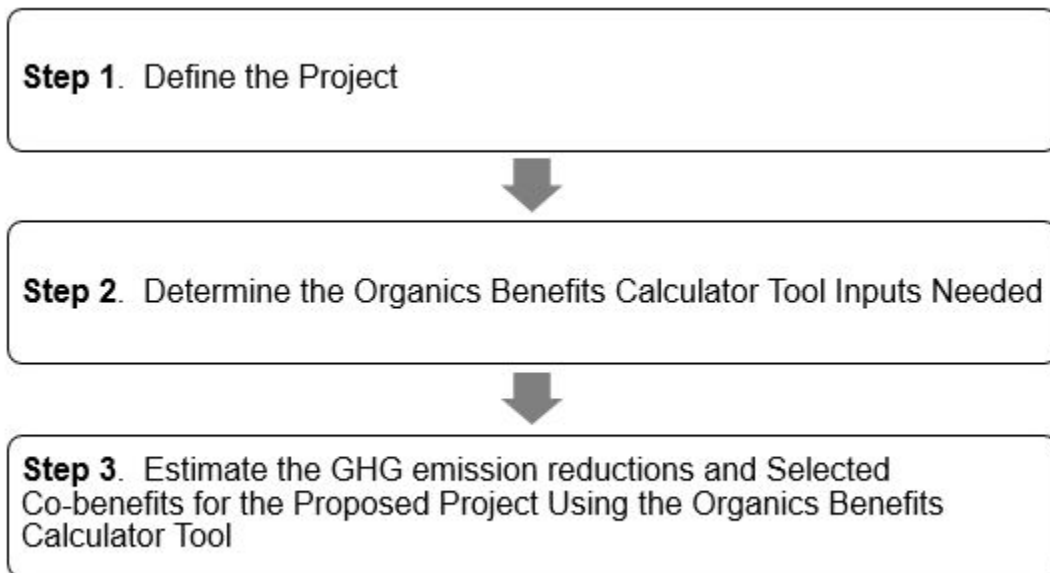 Step 1.  Define the Project
Step 2.  Determine the Organics Benefits Calculator Tool Inputs Needed
Step 3.  Estimate the GHG emission reductions and Selected
Co-benefits for the Proposed Project Using the Organics Benefits
Calculator Tool